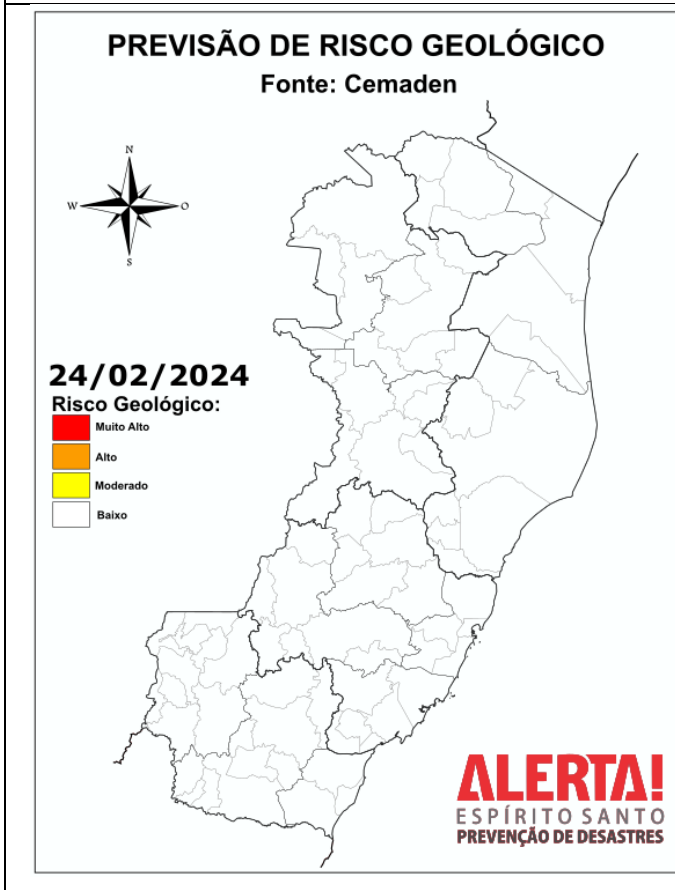 PREVISÃO DE RISCO GEOLÓGICO
Fonte: Cemaden
N
W
O
S
24/02/2024
Risco Geológico:
Muito Alto
Alto
Moderado
Baixo
ALERTA!
ESPÍRITO SANTO
PREVENÇÃO DE DESASTRES